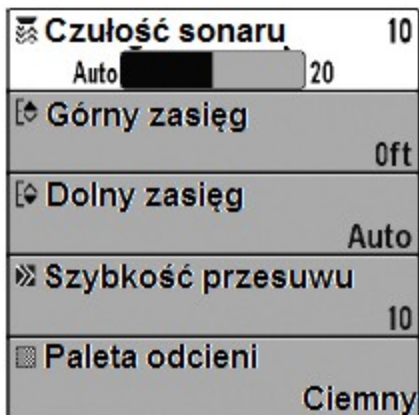 Czułość sonaru 10
Auto 20
Górny zasięg
0ft
Dolny zasięg
Auto
Szybkość przesuwu
10
Paleta odcieni
Ciemny